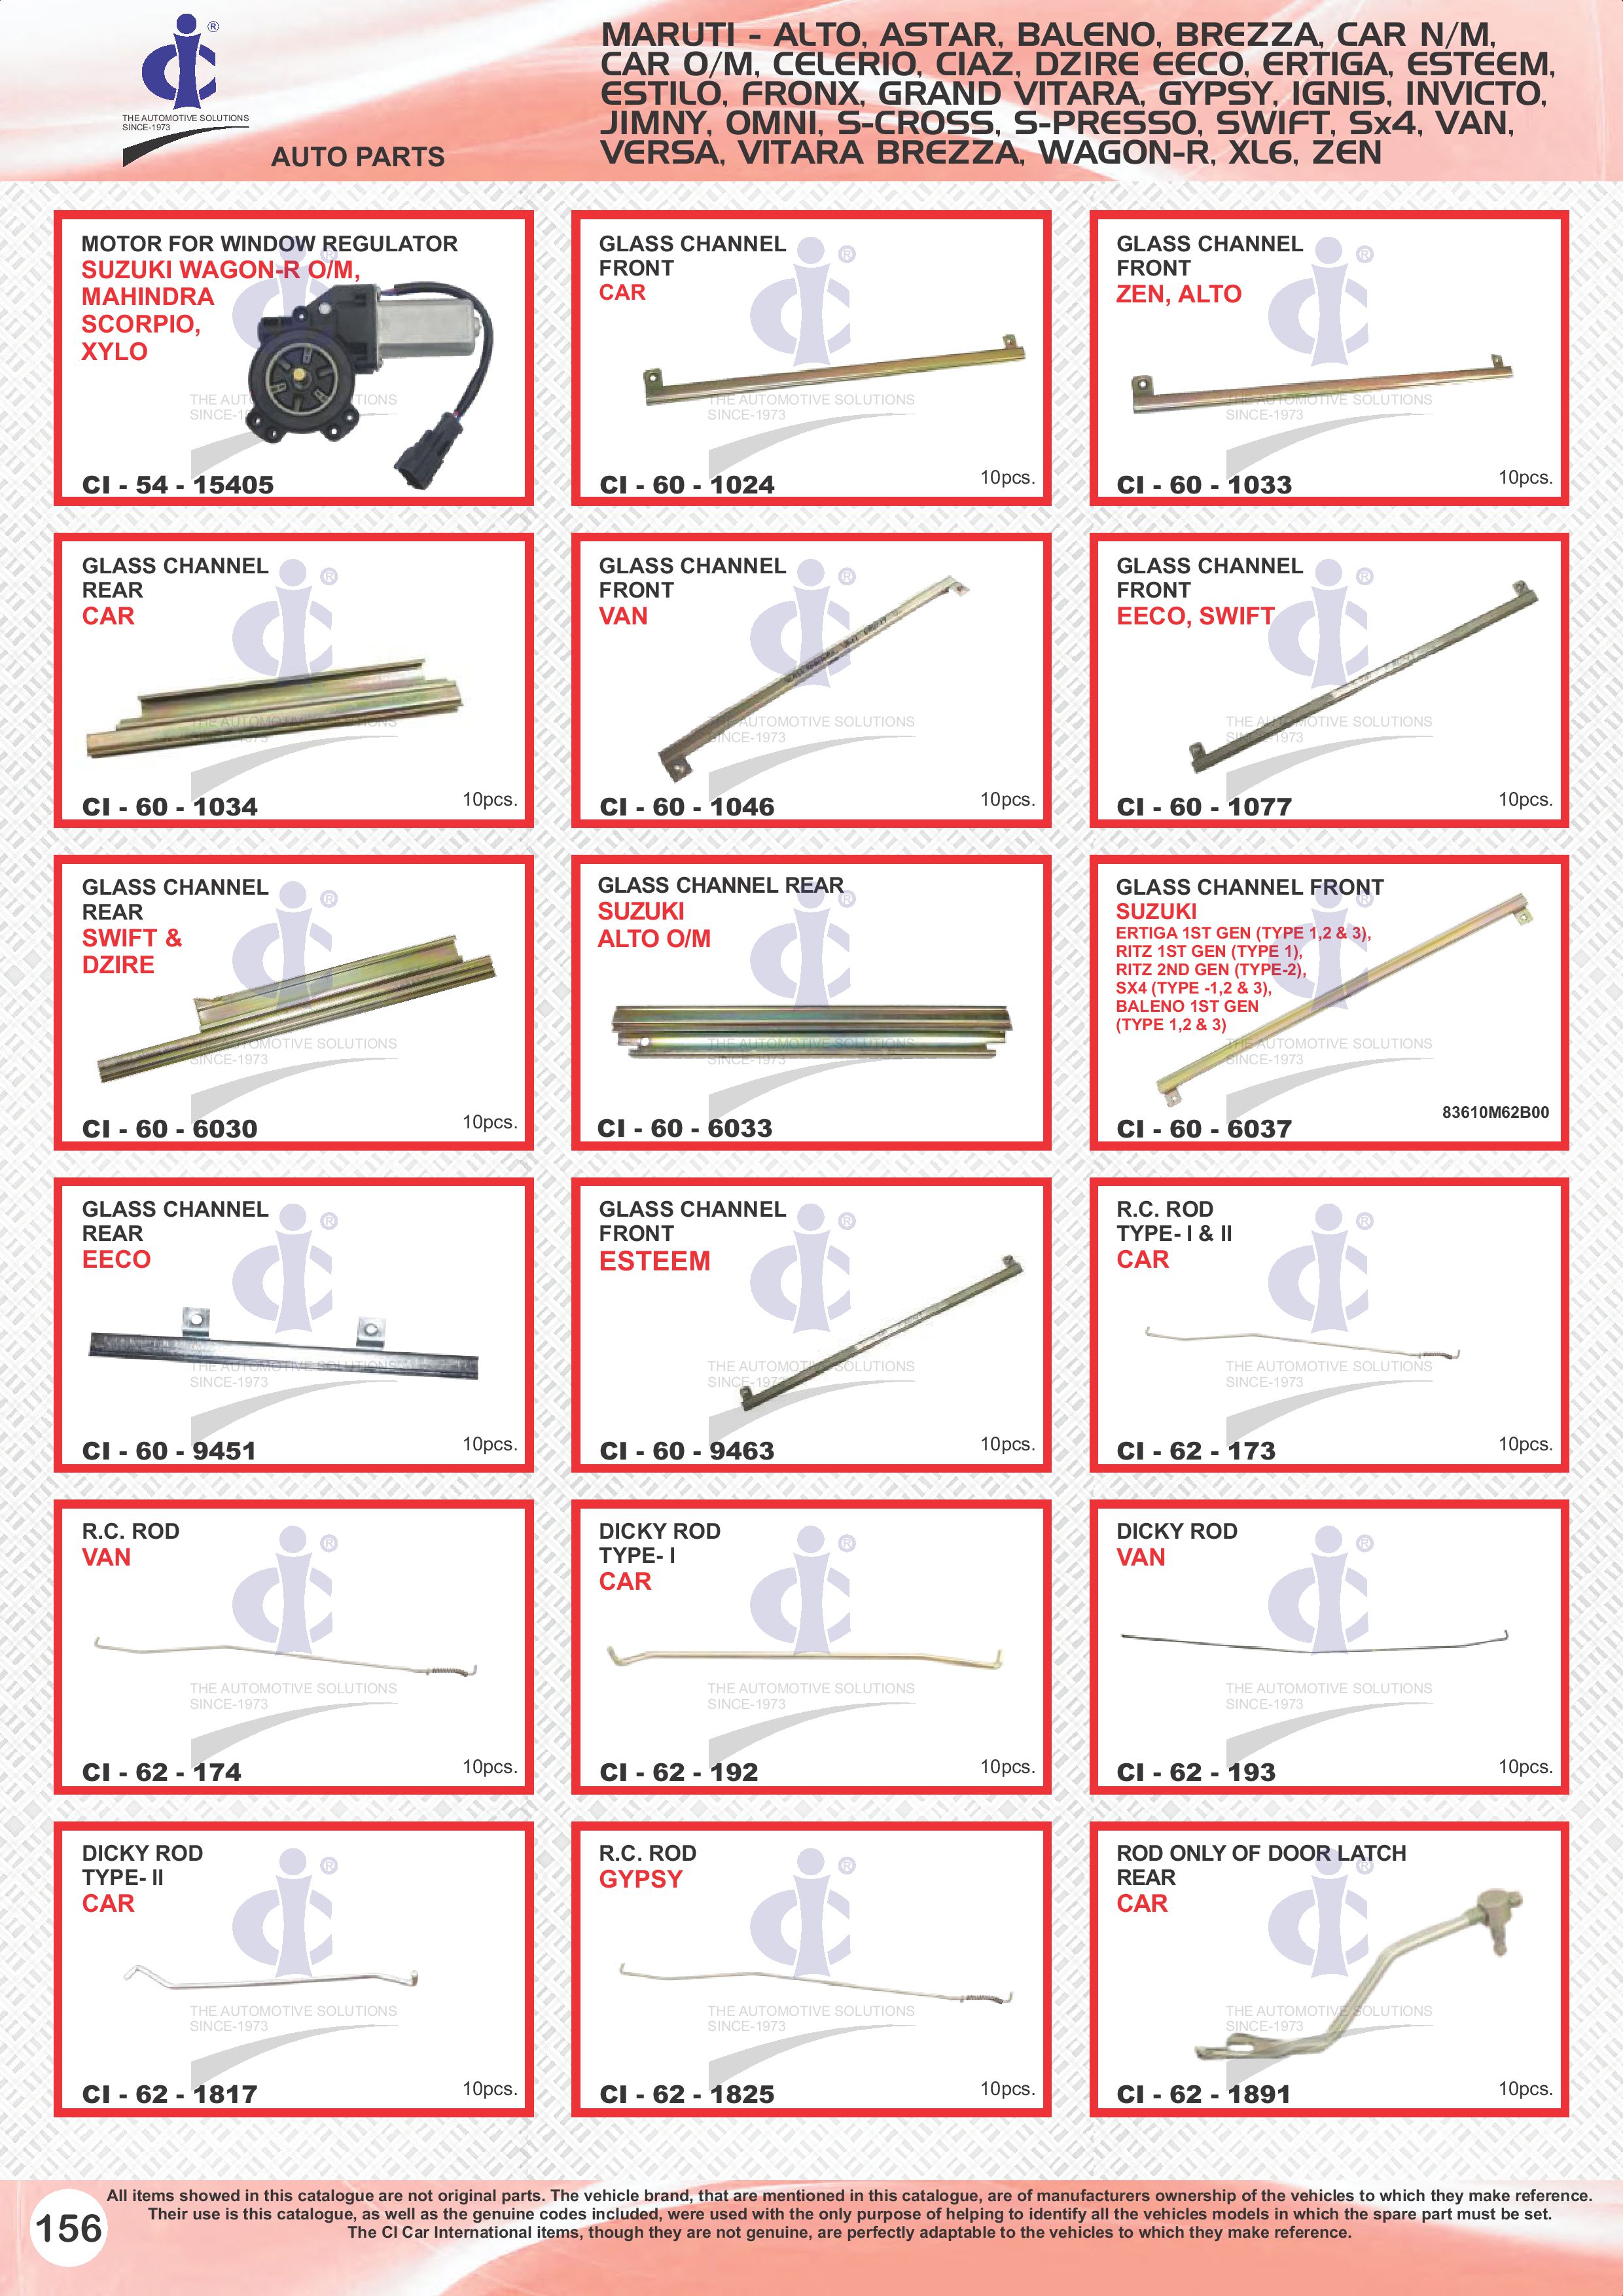 ®
THE AUTOMOTIVE SOLUTIONS
SINCE-1973
AUTO PARTS
MARUTI - ALTO, ASTAR, BALENO, BREZZA, CAR N/M,
CAR O/M, CELERIO, CIAZ, DZIRE EECO, ERTIGA, ESTEEM,
ESTILO, FRONX, GRAND VITARA, GYPSY, IGNIS, INVICTO,
JIMNY, OMNI, S-CROSS, S-PRESSO, SWIFT, Sx4, VAN,
VERSA, VITARA BREZZA, WAGON-R, XL6, ZEN
MOTOR FOR WINDOW REGULATOR
SUZUKI WAGON-R O/M,
MAHINDRA
SCORPIO,
XYLO
CI - 54 - 15405
GLASS CHANNEL
FRONT
CAR
CI - 60 - 1024
10pcs.
GLASS CHANNEL
FRONT
ZEN, ALTO
CI - 60 - 1033
10pcs.
GLASS CHANNEL
REAR
CAR
CI - 60 - 1034
10pcs.
GLASS CHANNEL
FRONT
VAN
CI - 60 - 1046
10pcs.
GLASS CHANNEL
FRONT
EECO, SWIFT
CI - 60 - 1077
10pcs.
GLASS CHANNEL
REAR
SWIFT &
DZIRE
CI - 60 - 6030
10pcs.
GLASS CHANNEL REAR
SUZUKI
ALTO O/M
CI - 60 - 6033
GLASS CHANNEL FRONT
SUZUKI
ERTIGA 1ST GEN (TYPE 1,2 & 3),
RITZ 1ST GEN (TYPE 1),
RITZ 2ND GEN (TYPE-2),
SX4 (TYPE -1,2 & 3),
BALENO 1ST GEN
(TYPE 1,2 & 3)
83610M62B00
CI - 60 - 6037
GLASS CHANNEL
REAR
EECO
CI - 60 - 9451
10pcs.
GLASS CHANNEL
FRONT
ESTEEM
CI - 60 - 9463
10pcs.
R.C. ROD
TYPE- I & II
CAR
CI - 62 - 173
10pcs.
R.C. ROD
VAN
CI - 62 - 174
10pcs.
DICKY ROD
TYPE- I
CAR
CI - 62 - 192
10pcs.
DICKY ROD
VAN
CI - 62 - 193
10pcs.
DICKY ROD
TYPE- II
CAR
CI - 62 - 1817
10pcs.
R.C. ROD
GYPSY
CI - 62 - 1825
10pcs.
ROD ONLY OF DOOR LATCH
REAR
CAR
CI - 62 - 1891
10pcs.
156
All items showed in this catalogue are not original parts. The vehicle brand, that are mentioned in this catalogue, are of manufacturers ownership of the vehicles to which they make reference.
Their use is this catalogue, as well as the genuine codes included, were used with the only purpose of helping to identify all the vehicles models in which the spare part must be set.
The CI Car International items, though they are not genuine, are perfectly adaptable to the vehicles to which they make reference.